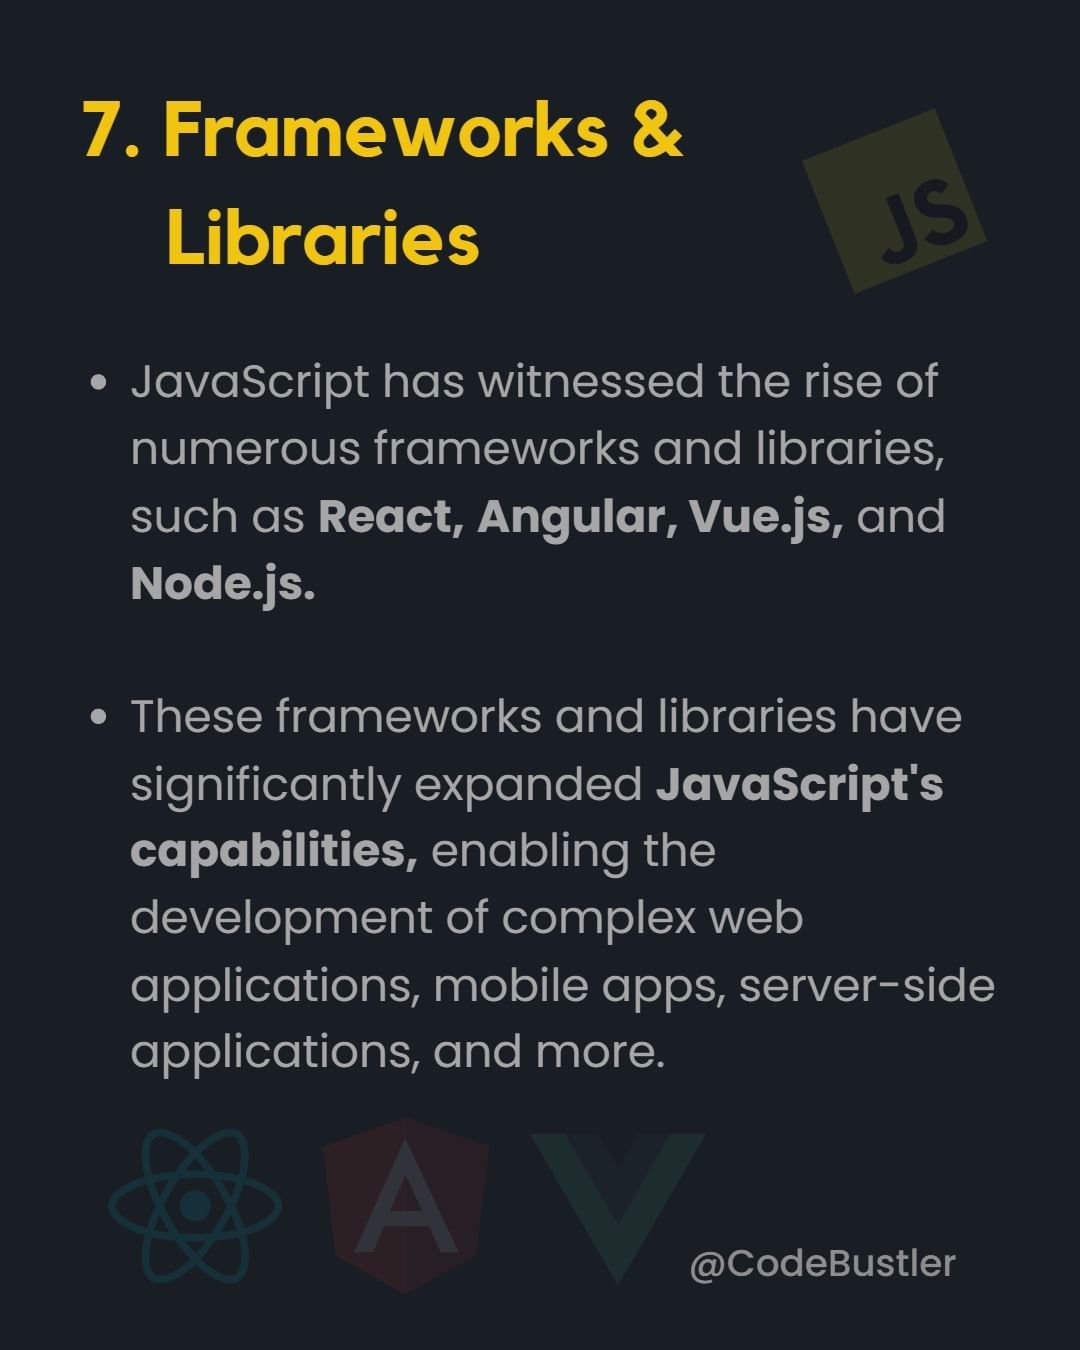 7. Frameworks &
Libraries
JS
• JavaScript has witnessed the rise of
numerous frameworks and libraries,
such as React, Angular, Vue.js, and
Node.js.
• These frameworks and libraries have
significantly expanded JavaScript's
capabilities, enabling the
development of complex web
applications, mobile apps, server-side
applications, and more.
A
@CodeBustler